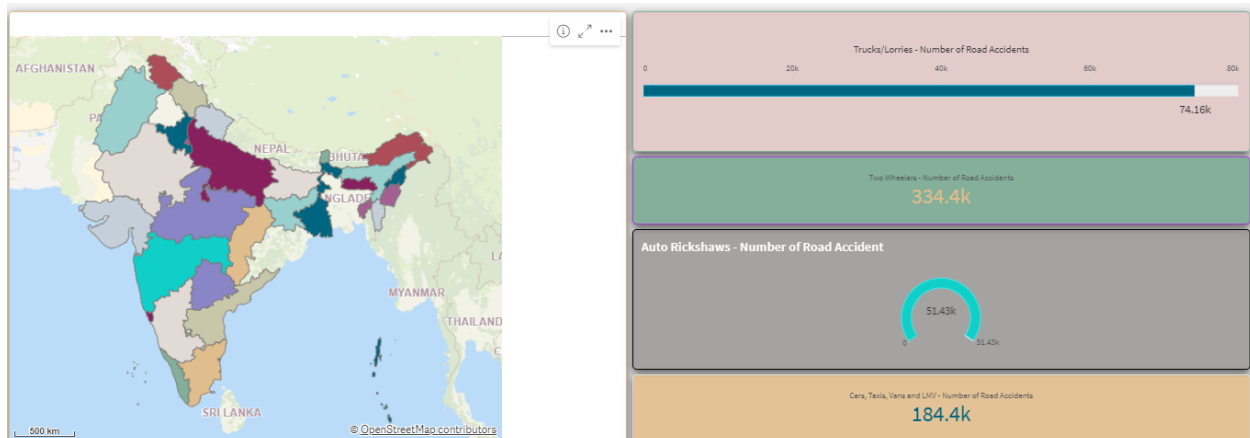 AFGHANISTAN
PA
NEPAL
BHUTA
NGLADE
MYANMAR
THAILAND
LA
C
SRI LANKA
500 km
© OpenStreetMap contributors
Trucks/Lorries - Number of Road Accidents
0 20k 40k 60k 80k
74.16k
Two Wheelers - Number of Road Accidents
334.4k
Auto Rickshaws - Number of Road Accident
51.43k
0 51.43k
Cars, Taxis, Vans and LMV - Number of Road Accidents
184.4k